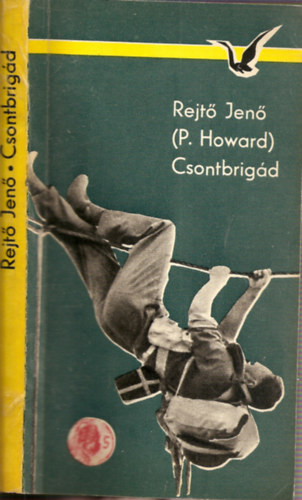 Rejtő Jenő
(P. Howard)
Csontbrigád
Rejtő Jenő • Csontbrigád